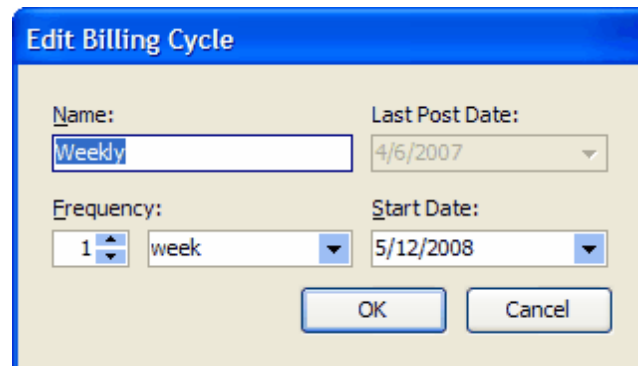 Edit Billing Cycle
Name: Last Post Date:
Weekly 4/6/2007
Frequency: Start Date:
1 week 5/12/2008
OK Cancel